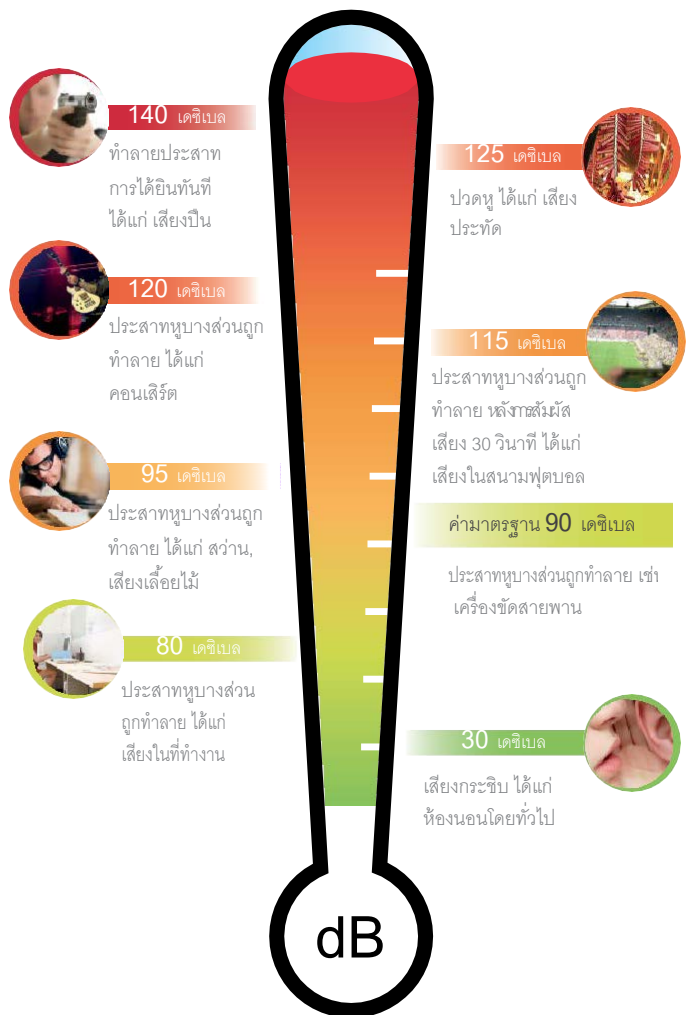 140 เดซิเบล
ทำลายประสาท
การได้ยินทันที
ได้แก่ เสียงปืน
125 เดซิเบล
ปวดหู ได้แก่ เสียง
ประทัด
120 เดซิเบล
ประสาทหูบางส่วนถูก
ทำลาย ได้แก่
คอนเสิร์ต
115 เดซิเบล
ประสาทหูบางส่วนถูก
ทำลาย หลังการสัมผัส
เสียง 30 วินาที ได้แก่
เสียงในสนามฟุตบอล
95 เดซิเบล
ประสาทหูบางส่วนถูก
ทำลาย ได้แก่ สว่าน,
เสียงเลื่อยไม้
ค่ามาตรฐาน 90 เดซิเบล
ประสาทหูบางส่วนถูกทำลาย เช่น
เครื่องขัดสายพาน
80 เดซิเบล
ประสาทหูบางส่วน
ถูกทำลาย ได้แก่
เสียงในที่ทำงาน
30 เดซิเบล
เสียงกระซิบ ได้แก่
ห้องนอนโดยทั่วไป
dB